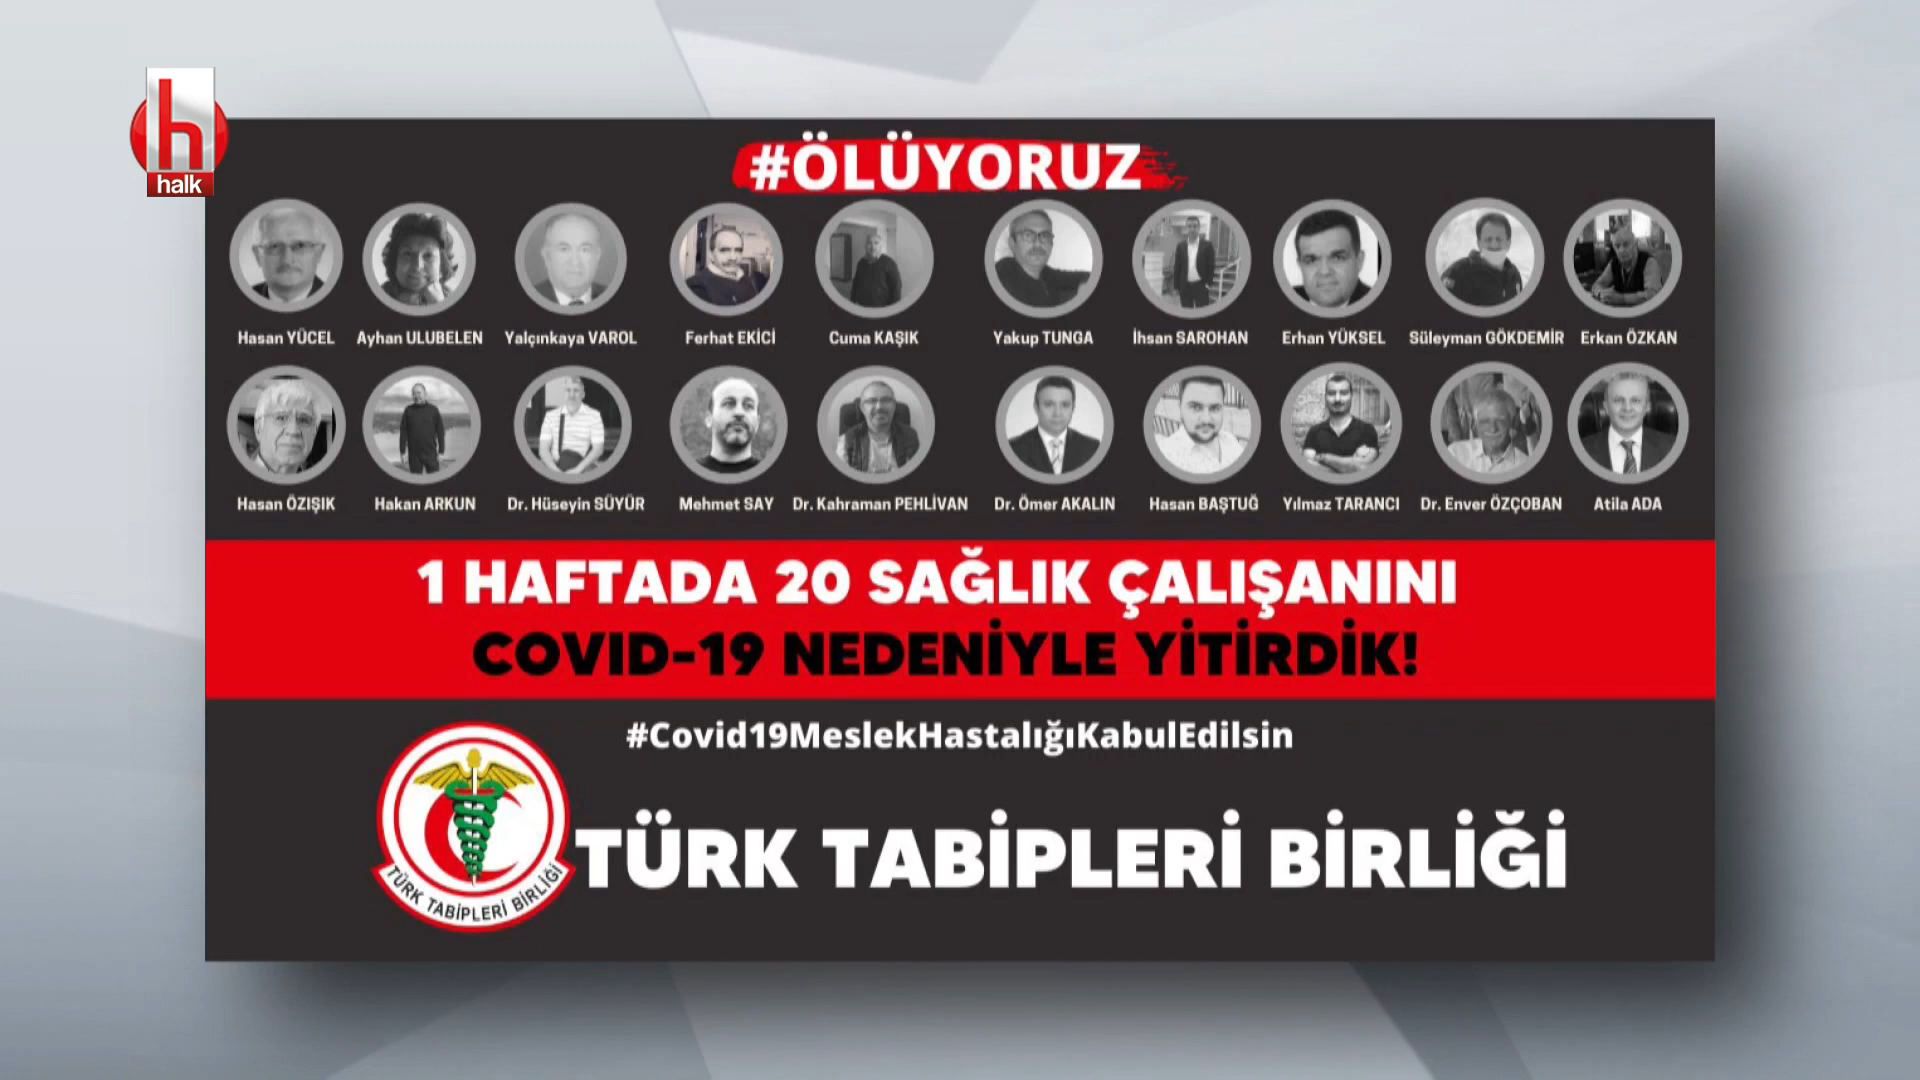 h
halk
#ÖLÜYORUZ
Hasan YÜCEL Ayhan ULUBELEN Yalçınkaya VAROL Ferhat EKİCİ Cuma KAŞIK Yakup TUNGA İhsan SAROHAN Erhan YÜKSEL Süleyman GÖKDEMİR Erkan ÖZKAN
Hasan ÖZIŞIK Hakan ARKUN Dr. Hüseyin SÜYÜR Mehmet SAY Dr. Kahraman PEHLİVAN Dr. Ömer AKALIN Hasan BAŞTUĞ Yılmaz TARANCI Dr. Enver ÖZÇOBAN Atila ADA
1 HAFTADA 20 SAĞLIK ÇALIŞANINI
COVID-19 NEDENİYLE YİTİRDİK!
#Covid19MeslekHastalığıKabulEdilsin
TÜRK TABİPLERİ BİRLİĞİ
TÜRK TABİPLERİ BİRLİĞİ